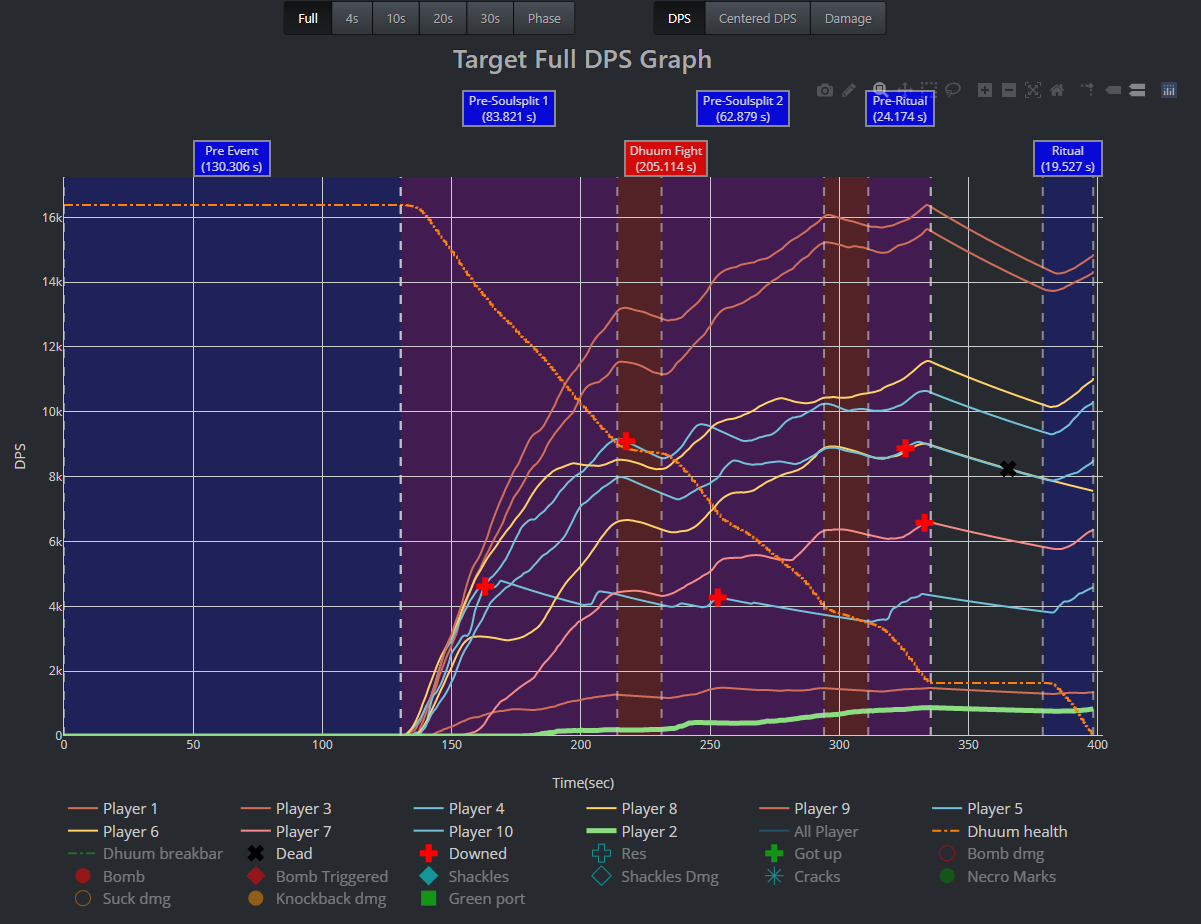 Full 4s 10s 20s 30s Phase DPS Centered DPS Damage
Target Full DPS Graph
Pre-Soulsplit 1
(83.821 s)
Pre-Soulsplit 2
(62.879 s)
Pre-Ritual
(24.174 s)
Pre Event
(130.306 s)
Dhuum Fight
(205.114 s)
Ritual
(19.527 s)
16k
14k
12k
10k
8k
6k
4k
2k
0
DPS
0 50 100 150 200 250 300 350 400
Time(sec)
Player 1 Player 3 Player 4 Player 8 Player 9 Player 5
Player 6 Player 7 Player 10 Player 2 All Player Dhuum health
Dhuum breakbar Dead Downed Res Got up Bomb dmg
Bomb Bomb Triggered Shackles Shackles Dmg Cracks Necro Marks
Suck dmg Knockback dmg Green port